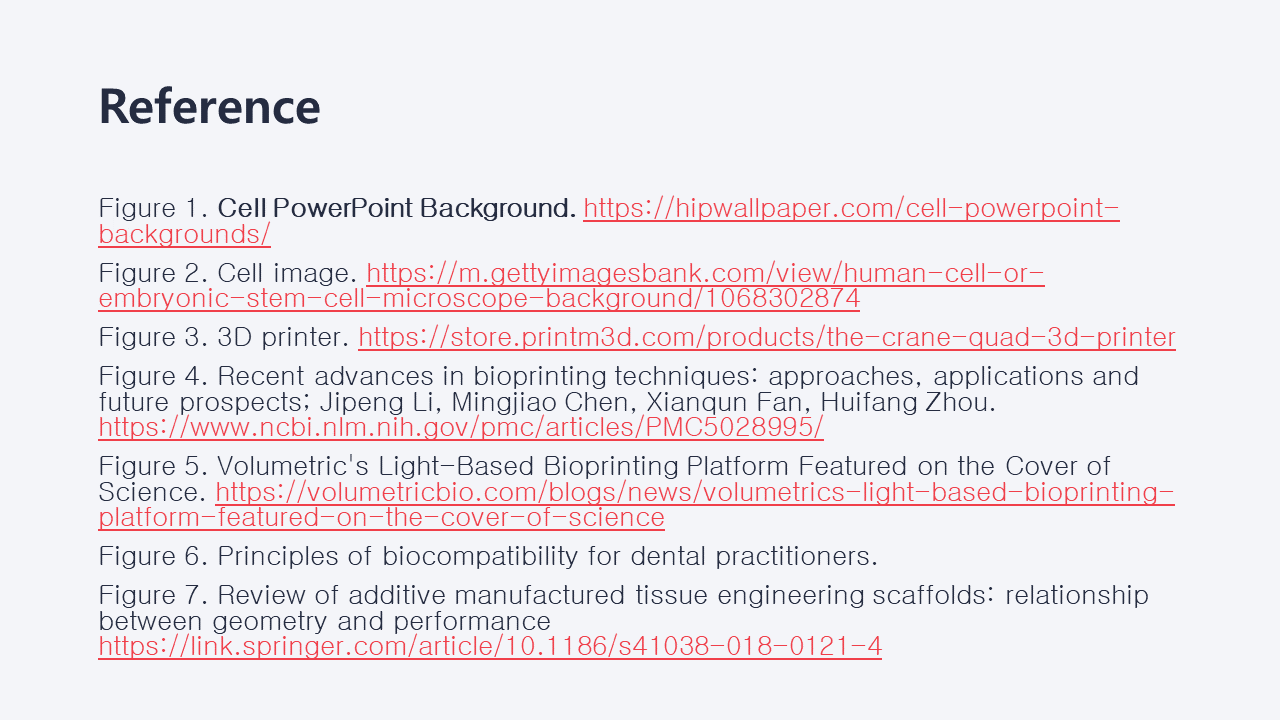 Reference
Figure 1. Cell PowerPoint Background. https://hipwallpaper.com/cell-powerpoint-
backgrounds/
Figure 2. Cell image. https://m.gettyimagesbank.com/view/human-cell-or-
embryonic-stem-cell-microscope-background/1068302874
Figure 3. 3D printer. https://store.printm3d.com/products/the-crane-quad-3d-printer
Figure 4. Recent advances in bioprinting techniques: approaches, applications and
future prospects; Jipeng Li, Mingjiao Chen, Xianqun Fan, Huifang Zhou.
https://www.ncbi.nlm.nih.gov/pmc/articles/PMC5028995/
Figure 5. Volumetric's Light-Based Bioprinting Platform Featured on the Cover of
Science. https://volumetricbio.com/blogs/news/volumetrics-light-based-bioprinting-
platform-featured-on-the-cover-of-science
Figure 6. Principles of biocompatibility for dental practitioners.
Figure 7. Review of additive manufactured tissue engineering scaffolds: relationship
between geometry and performance
https://link.springer.com/article/10.1186/s41038-018-0121-4